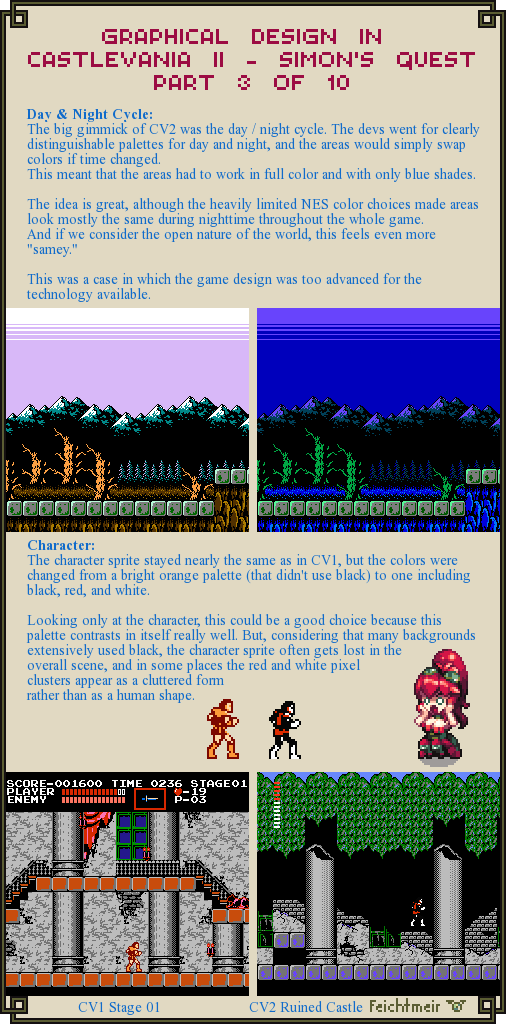 GRAPHICAL DESIGN IN
CASTLEVANIA II - SIMON'S QUEST
PART 3 OF 10
Day & Night Cycle:
The big gimmick of CV2 was the day / night cycle. The devs went for clearly
distinguishable palettes for day and night, and the areas would simply swap
colors if time changed.
This meant that the areas had to work in full color and with only blue shades.
The idea is great, although the heavily limited NES color choices made areas
look mostly the same during nighttime throughout the whole game.
And if we consider the open nature of the world, this feels even more
"samey."
This was a case in which the game design was too advanced for the
technology available.
Character:
The character sprite stayed nearly the same as in CV1, but the colors were
changed from a bright orange palette (that didn't use black) to one including
black, red, and white.
Looking only at the character, this could be a good choice because this
palette contrasts in itself really well. But, considering that many backgrounds
extensively used black, the character sprite often gets lost in the
overall scene, and in some places the red and white pixel
clusters appear as a cluttered form
rather than as a human shape.
SCORE-001600 TIME 0236 STAGE01
PLAYER -19
ENEMY P-03
CV1 Stage 01
CV2 Ruined Castle
Feichtmeir